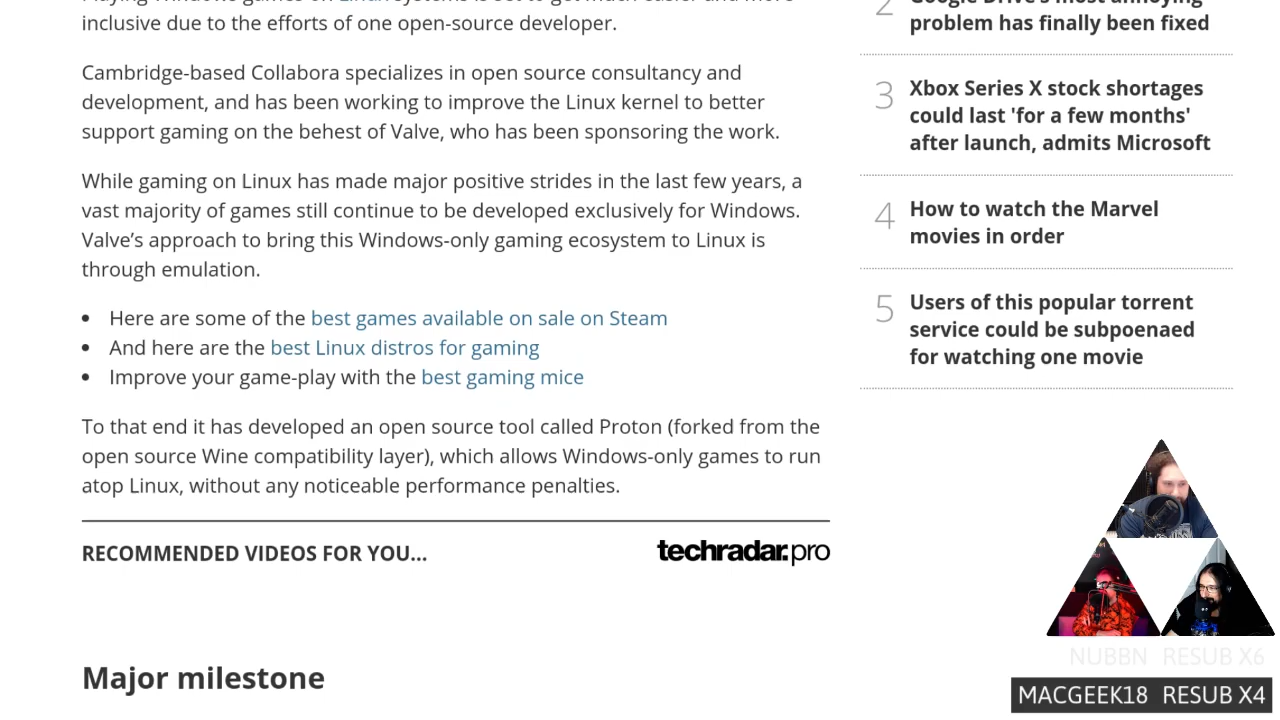 inclusive due to the efforts of one open-source developer.
Cambridge-based Collabora specializes in open source consultancy and
development, and has been working to improve the Linux kernel to better
support gaming on the behest of Valve, who has been sponsoring the work.
While gaming on Linux has made major positive strides in the last few years, a
vast majority of games still continue to be developed exclusively for Windows.
Valve’s approach to bring this Windows-only gaming ecosystem to Linux is
through emulation.
• Here are some of the best games available on sale on Steam
• And here are the best Linux distros for gaming
• Improve your game-play with the best gaming mice
To that end it has developed an open source tool called Proton (forked from the
open source Wine compatibility layer), which allows Windows-only games to run
atop Linux, without any noticeable performance penalties.
RECOMMENDED VIDEOS FOR YOU...
techradar.pro
Major milestone
2 Google Drive's most annoying
problem has finally been fixed
3 Xbox Series X stock shortages
could last 'for a few months'
after launch, admits Microsoft
4 How to watch the Marvel
movies in order
5 Users of this popular torrent
service could be subpoenaed
for watching one movie
NUBBN RESUB X6
MACGEEK18 RESUB X4